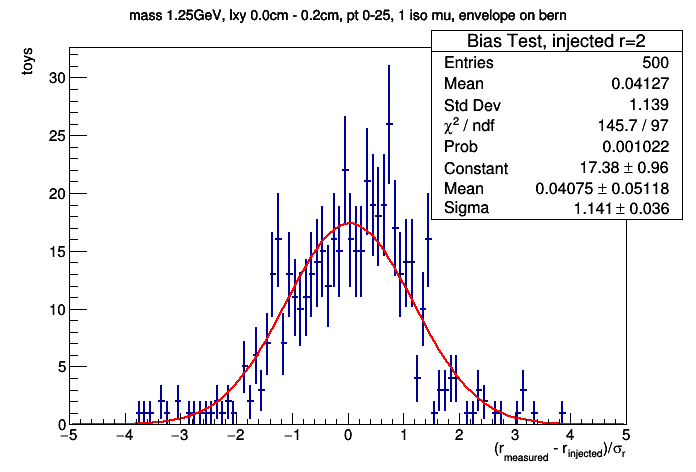 mass 1.25GeV, lxy 0.0cm - 0.2cm, pt 0-25, 1 iso mu, envelope on bern
toys
Bias Test, injected r=2
Entries 500
Mean 0.04127
Std Dev 1.139
χ² / ndf 145.7 / 97
Prob 0.001022
Constant 17.38 ± 0.96
Mean 0.04075 ± 0.05118
Sigma 1.141 ± 0.036
30
25
20
15
10
5
0
−5 −4 −3 −2 −1 0 1 2 3 4 5
(r_measured - r_injected)/σ_r